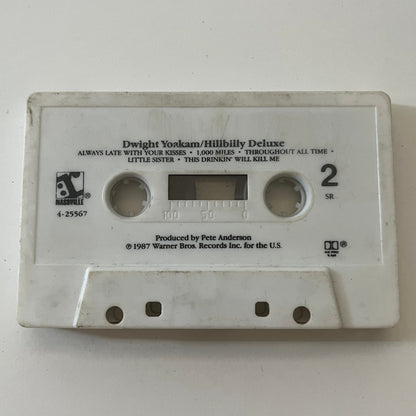 Dwight Yoakam/Hillbilly Deluxe
ALWAYS LATE WITH YOUR KISSES • 1,000 MILES • THROUGHOUT ALL TIME •
LITTLE SISTER • THIS DRINKIN' WILL KILL ME
2
SR
NASHVILLE
4-25567
100 50 0
Produced by Pete Anderson
℗ 1987 Warner Bros. Records Inc. for the U.S.